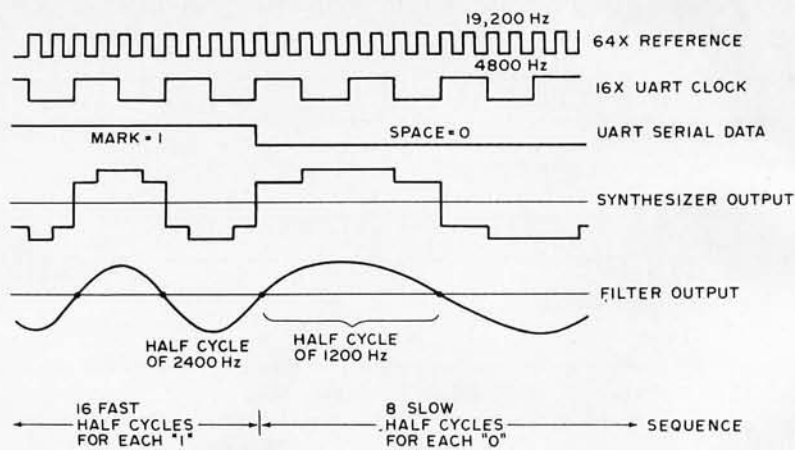 19,200 Hz
64X REFERENCE
4800 Hz
16X UART CLOCK
MARK = 1
SPACE = 0
UART SERIAL DATA
SYNTHESIZER OUTPUT
FILTER OUTPUT
HALF CYCLE
OF 2400 Hz
HALF CYCLE
OF 1200 Hz
16 FAST
HALF CYCLES
FOR EACH "1"
8 SLOW
HALF CYCLES
FOR EACH "0"
SEQUENCE